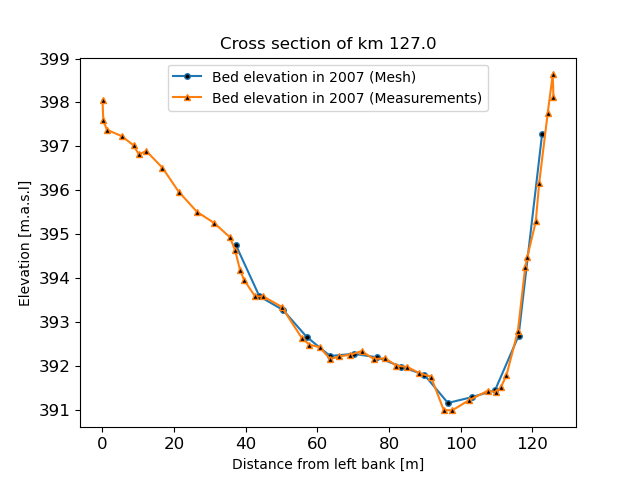 Cross section of km 127.0
Bed elevation in 2007 (Mesh)
Bed elevation in 2007 (Measurements)
399
398
397
396
395
394
393
392
391
Elevation [m.a.s.l]
0 20 40 60 80 100 120
Distance from left bank [m]